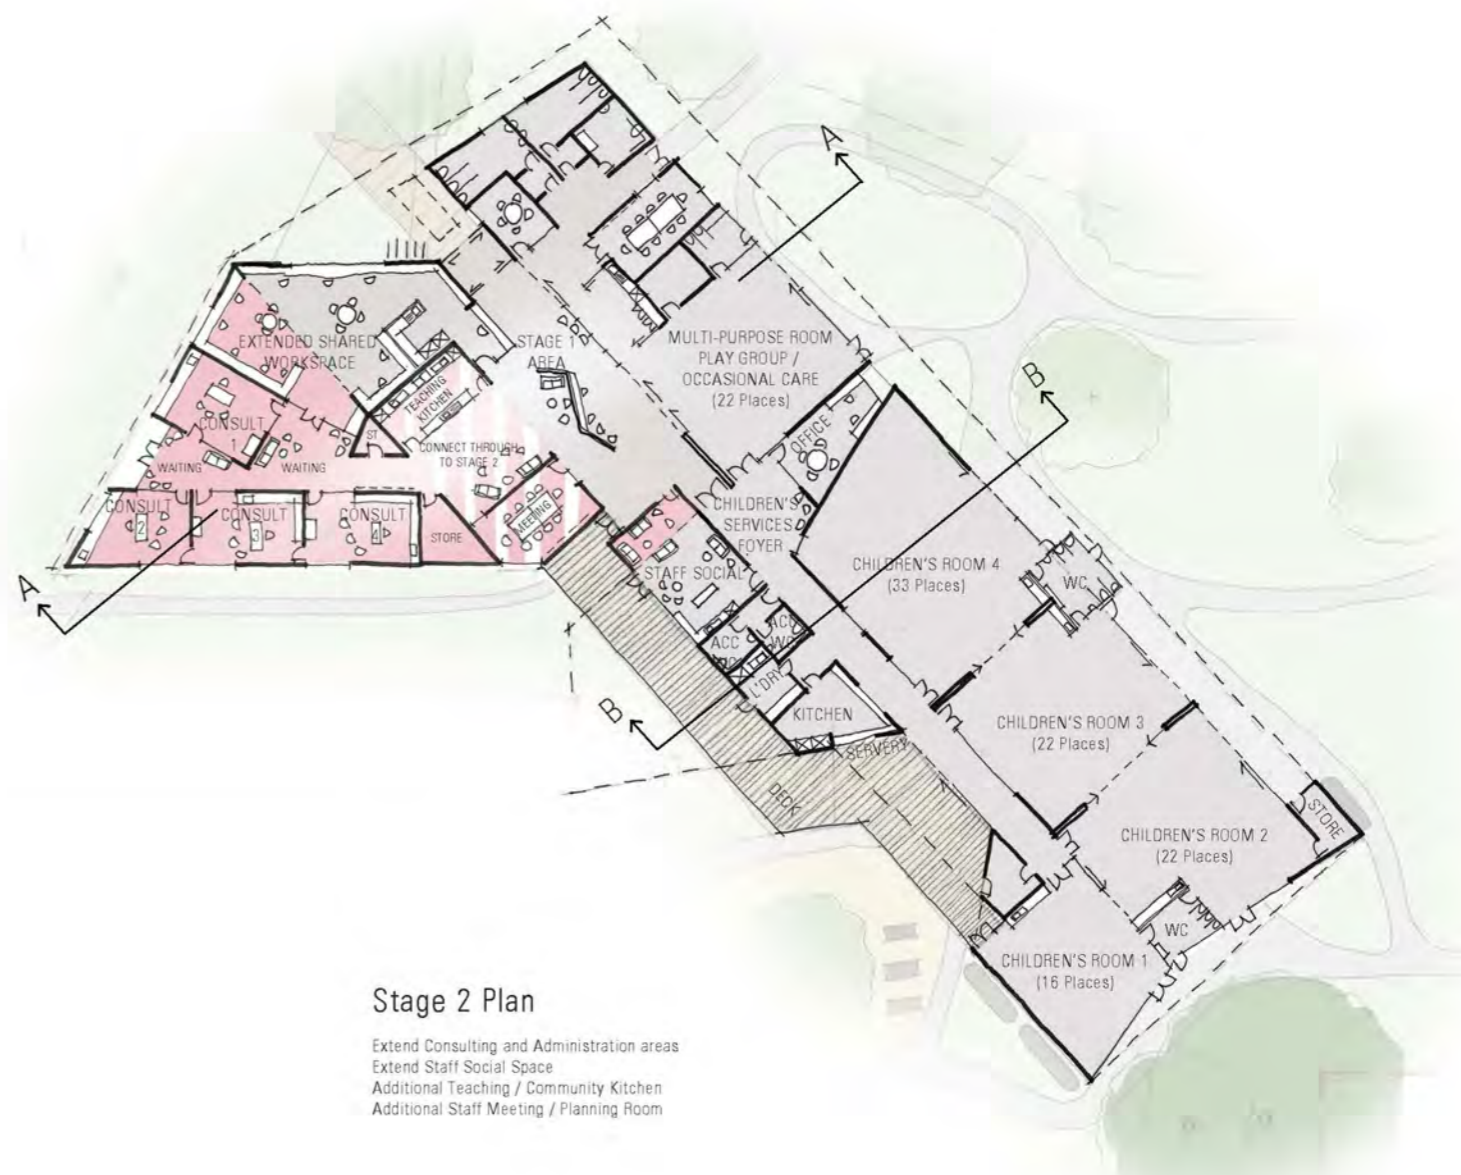 A
B
EXTENDED SHARED
WORKSPACE
STAGE 1
AREA
MULTI-PURPOSE ROOM
PLAY GROUP /
OCCASIONAL CARE
(22 Places)
TEACHING
KITCHEN
OFFICE
CONSULT
1
ST
CONNECT THROUGH
TO STAGE 2
WAITING
WAITING
CONSULT
2
CONSULT
3
CONSULT
4
STORE
MEETING
CHILDREN'S
SERVICES
FOYER
STAFF SOCIAL
CHILDREN'S ROOM 4
(33 Places)
WC
A
ACC
WC
ACC
B
L'DRY
KITCHEN
SERVERY
DECK
CHILDREN'S ROOM 3
(22 Places)
STORE
CHILDREN'S ROOM 2
(22 Places)
WC
CHILDREN'S ROOM 1
(16 Places)
Stage 2 Plan
Extend Consulting and Administration areas
Extend Staff Social Space
Additional Teaching / Community Kitchen
Additional Staff Meeting / Planning Room